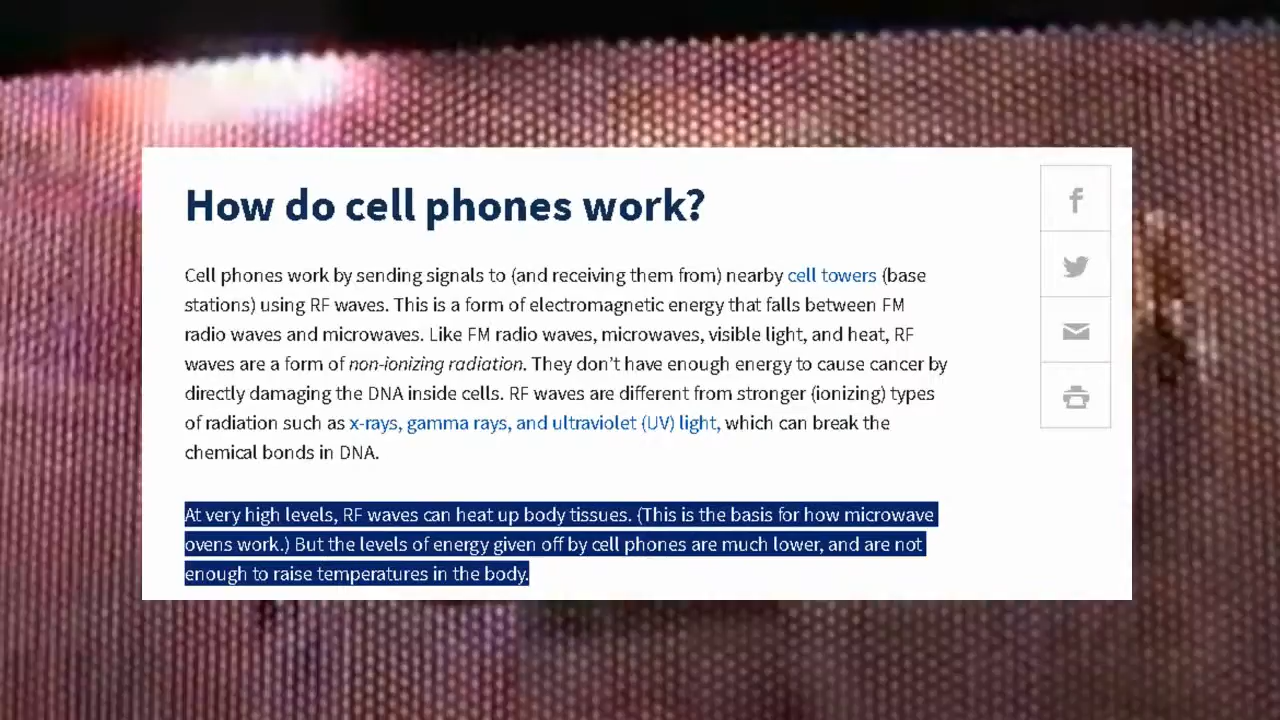 How do cell phones work?
Cell phones work by sending signals to (and receiving them from) nearby cell towers (base
stations) using RF waves. This is a form of electromagnetic energy that falls between FM
radio waves and microwaves. Like FM radio waves, microwaves, visible light, and heat, RF
waves are a form of non-ionizing radiation. They don’t have enough energy to cause cancer by
directly damaging the DNA inside cells. RF waves are different from stronger (ionizing) types
of radiation such as x-rays, gamma rays, and ultraviolet (UV) light, which can break the
chemical bonds in DNA.
At very high levels, RF waves can heat up body tissues. (This is the basis for how microwave
ovens work.) But the levels of energy given off by cell phones are much lower, and are not
enough to raise temperatures in the body.